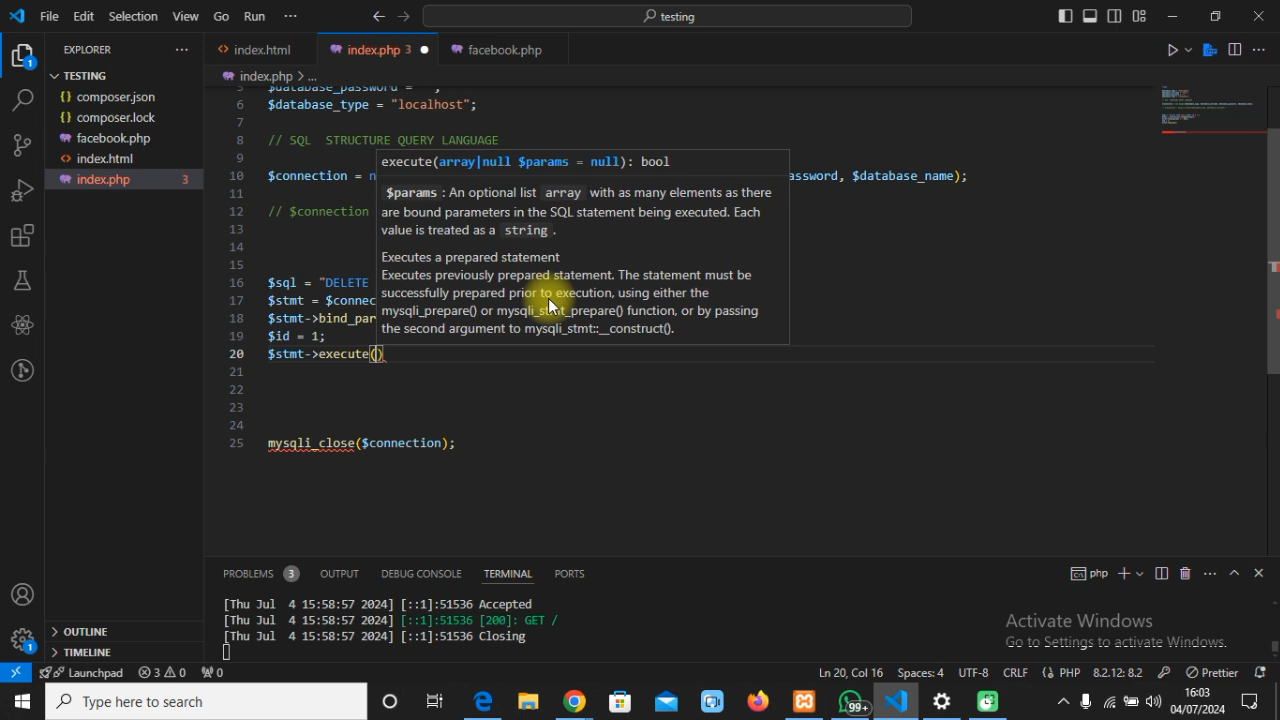 File Edit Selection View Go Run ··· testing
EXPLORER ···
index.html index.php 3 facebook.php
TESTING
index.php > ...
composer.json
composer.lock
facebook.php
index.html
index.php 3
5 $database_password = "";
6 $database_type = "localhost";
7
8 // SQL STRUCTURE QUERY LANGUAGE
9
10 $connection = n assword, $database_name);
11
12 // $connection
13
14
15
16 $sql = "DELETE
17 $stmt = $connec
18 $stmt->bind_par
19 $id = 1;
20 $stmt->execute()
21
22
23
24
25 mysqli_close($connection);
execute(array|null $params = null): bool
$params : An optional list array with as many elements as there
are bound parameters in the SQL statement being executed. Each
value is treated as a string .
Executes a prepared statement
Executes previously prepared statement. The statement must be
successfully prepared prior to execution, using either the
mysqli_prepare() or mysqli_stmt_prepare() function, or by passing
the second argument to mysqli_stmt::__construct().
PROBLEMS 3 OUTPUT DEBUG CONSOLE TERMINAL PORTS php
[Thu Jul 4 15:58:57 2024] [::1]:51536 Accepted
[Thu Jul 4 15:58:57 2024] [::1]:51536 [200]: GET /
[Thu Jul 4 15:58:57 2024] [::1]:51536 Closing
Activate Windows
Go to Settings to activate Windows.
OUTLINE
TIMELINE
Launchpad 3 0 0 Ln 20, Col 16 Spaces: 4 UTF-8 CRLF PHP 8.2.12: 8.2 Prettier
Type here to search 99+ 16:03
04/07/2024